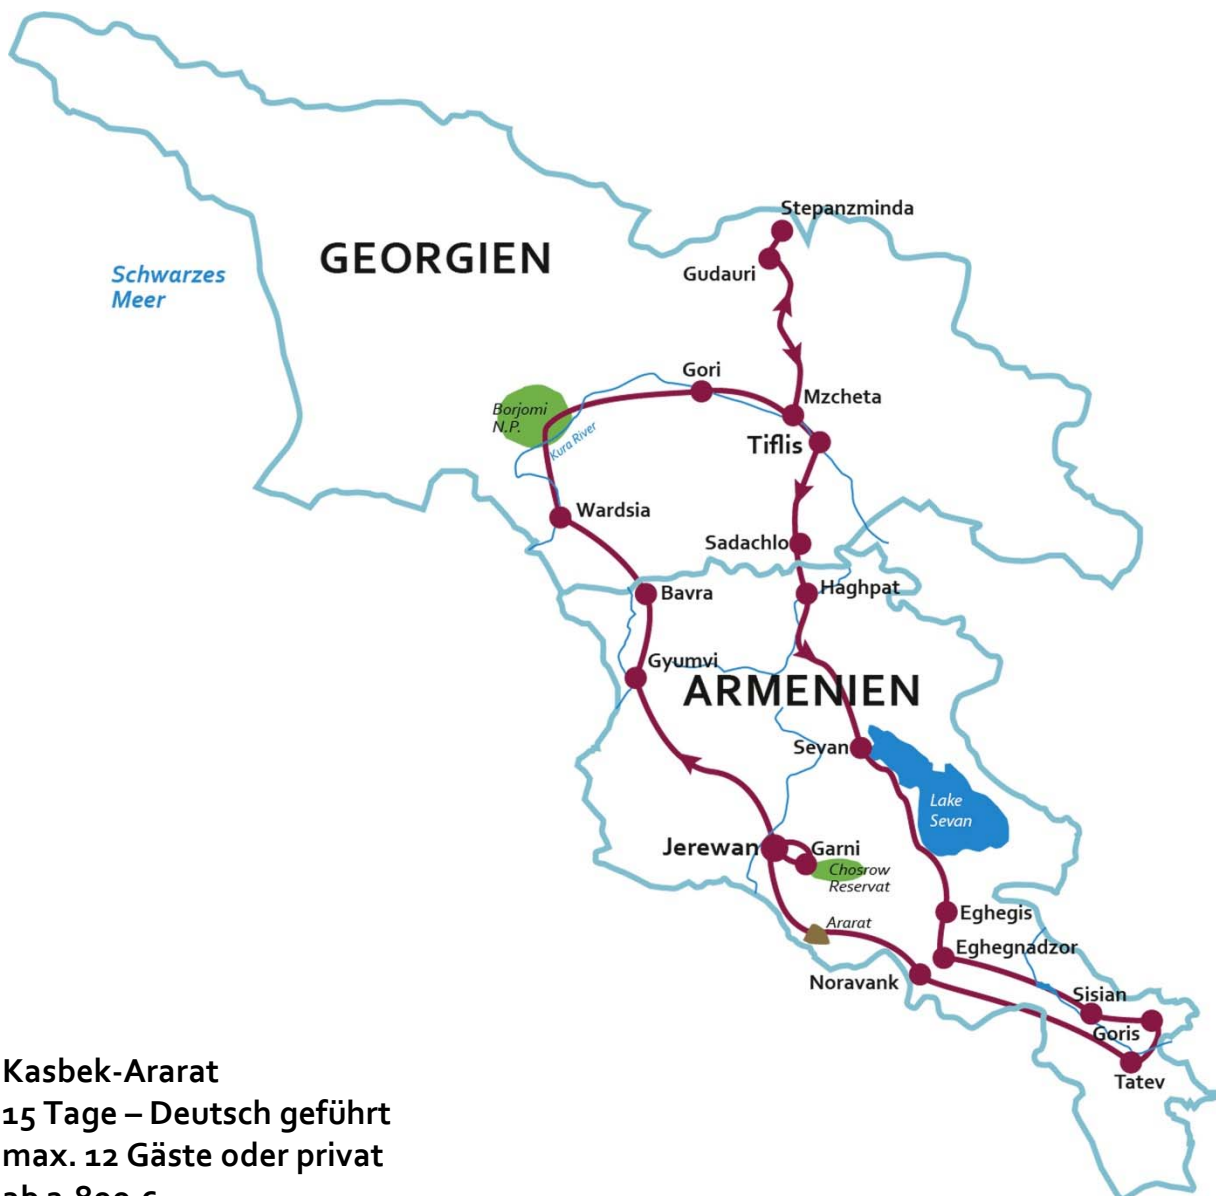 Stepanzminda
GEORGIEN
Schwarzes
Meer
Gudauri
Gori
Mzcheta
Borjomi
N.P.
Kura River
Tiflis
Wardsia
Sadachlo
Bavra
Haghpat
Gyumvi
ARMENIEN
Sevan
Lake
Sevan
Jerewan
Garni
Chosrow
Reservat
Ararat
Eghegis
Eghegnadzor
Noravank
Sisian
Goris
Tatev
Kasbek-Ararat
15 Tage – Deutsch geführt
max. 12 Gäste oder privat